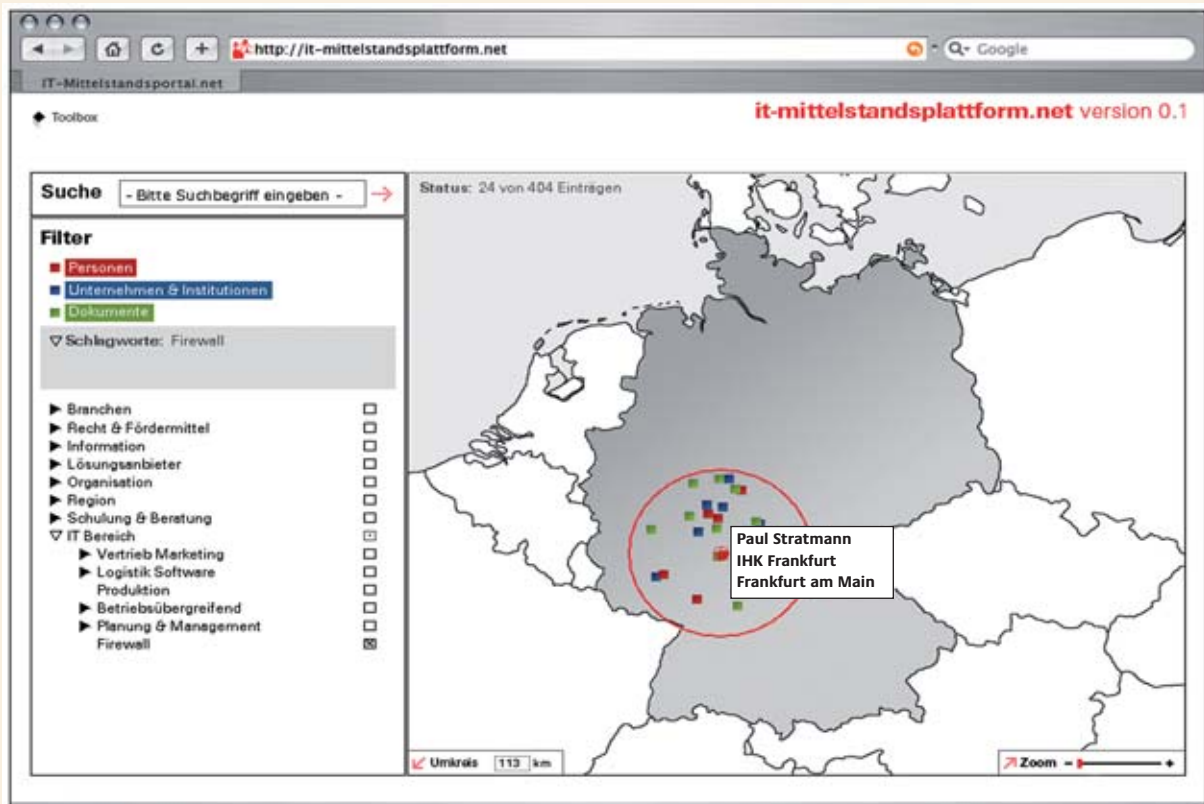 http://it-mittelstandsplattform.net
Google
IT-Mittelstandsportal.net
Toolbox
it-mittelstandsplattform.net version 0.1
Suche
- Bitte Suchbegriff eingeben -
Status: 24 von 404 Einträgen
Filter
Personen
Unternehmen & Institutionen
Dokumente
Schlagworte: Firewall
Branchen
Recht & Fördermittel
Information
Lösungsanbieter
Organisation
Region
Schulung & Beratung
IT Bereich
Vertrieb Marketing
Logistik Software
Produktion
Betriebsübergreifend
Planung & Management
Firewall
Paul Stratmann
IHK Frankfurt
Frankfurt am Main
Umkreis 113 km
Zoom - +